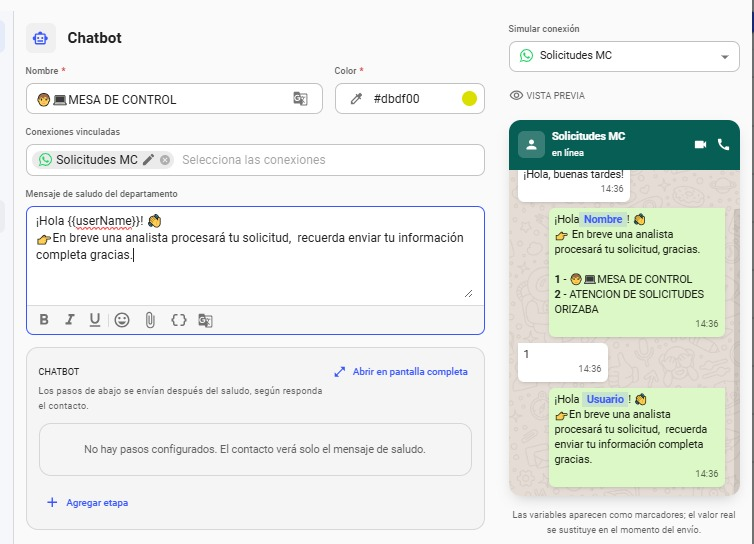 Chatbot
Nombre *
🧑💻MESA DE CONTROL
Color *
#dbdf00
Conexiones vinculadas
Solicitudes MC
Selecciona las conexiones
Mensaje de saludo del departamento
¡Hola {{userName}}! 👏
👉En breve una analista procesará tu solicitud,  recuerda enviar tu información
completa gracias.
B I U
CHATBOT
Abrir en pantalla completa
Los pasos de abajo se envían después del saludo, según responda
el contacto.
No hay pasos configurados. El contacto verá solo el mensaje de saludo.
+ Agregar etapa
Simular conexión
Solicitudes MC
VISTA PREVIA
Solicitudes MC
en línea
¡Hola, buenas tardes!
14:36
¡Hola Nombre ! 👏
👉 En breve una analista
procesará tu solicitud, gracias.
1 - 🧑💻MESA DE CONTROL
2 - ATENCION DE SOLICITUDES
ORIZABA
14:36
1
14:36
¡Hola Usuario ! 👏
👉En breve una analista
procesará tu solicitud,  recuerda
enviar tu información completa
gracias.
14:36
Las variables aparecen como marcadores; el valor real
se sustituye en el momento del envío.